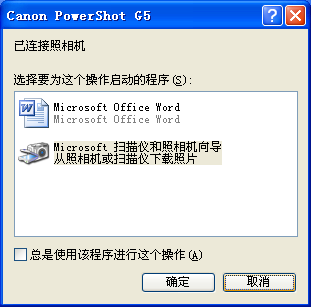 Canon PowerShot G5
已连接照相机
选择要为这个操作启动的程序(S):
Microsoft Office Word
Microsoft Office Word
Microsoft 扫描仪和照相机向导
从照相机或扫描仪下载照片
总是使用该程序进行这个操作(A)
确定
取消